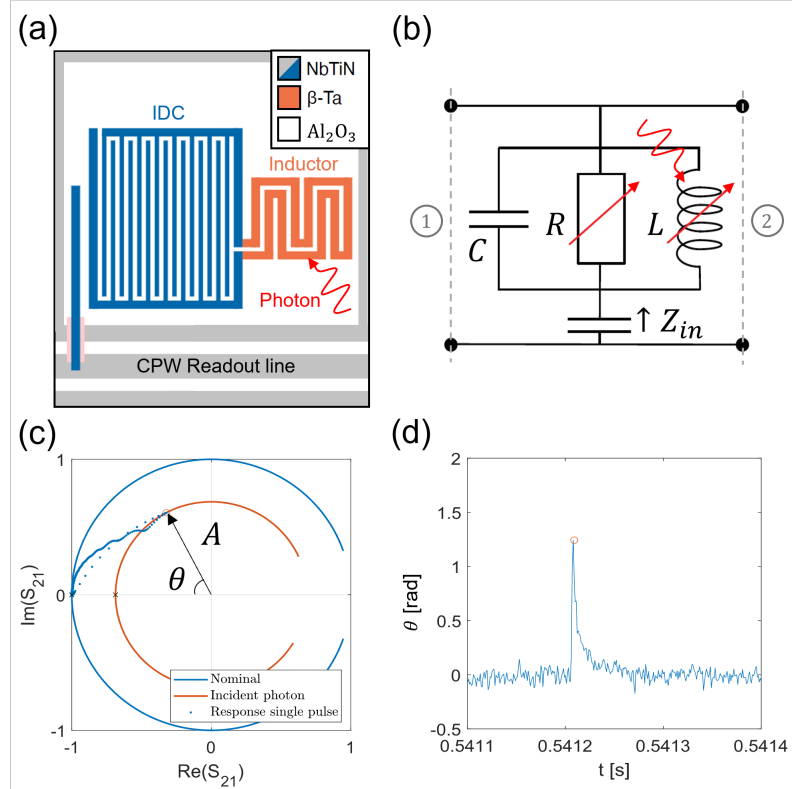 (a)
NbTiN
β-Ta
Al₂O₃
IDC
Inductor
Photon
CPW Readout line
(b)
1
2
C
R
L
↑ Z_in
(c)
1
0
-1
Im(S₂₁)
A
θ
Nominal
Incident photon
Response single pulse
-1
0
1
Re(S₂₁)
(d)
2
1.5
1
0.5
0
-0.5
θ [rad]
0.5411
0.5412
0.5413
0.5414
t [s]